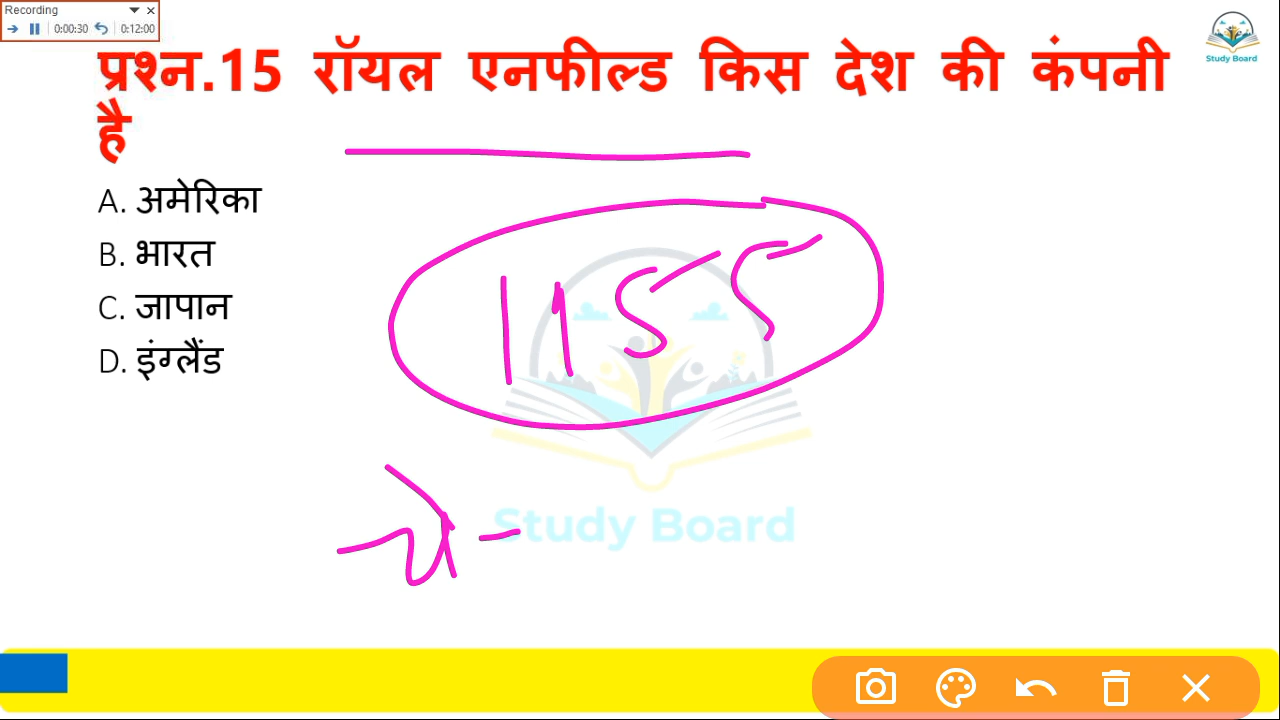 Recording
0:00:30 0:12:00
Study Board
प्रश्न.15 रॉयल एनफील्ड किस देश की कंपनी
है
A. अमेरिका
B. भारत
C. जापान
D. इंग्लैंड
1155
Study Board